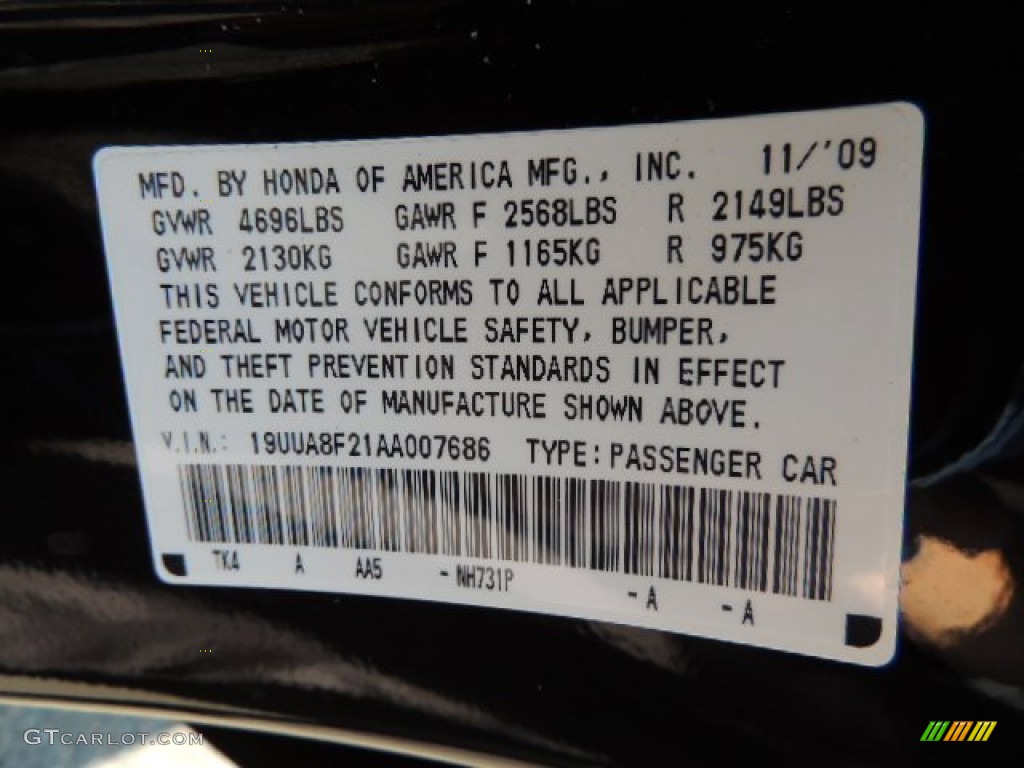 MFD. BY HONDA OF AMERICA MFG., INC. 11/'09
GVWR 4696LBS GAWR F 2568LBS R 2149LBS
GVWR 2130KG GAWR F 1165KG R 975KG
THIS VEHICLE CONFORMS TO ALL APPLICABLE
FEDERAL MOTOR VEHICLE SAFETY, BUMPER,
AND THEFT PREVENTION STANDARDS IN EFFECT
ON THE DATE OF MANUFACTURE SHOWN ABOVE.
V.I.N.: 19UUA8F21AA007686 TYPE: PASSENGER CAR
TK4 A AA5 -NH731P -A -A
GTCARLOT.COM